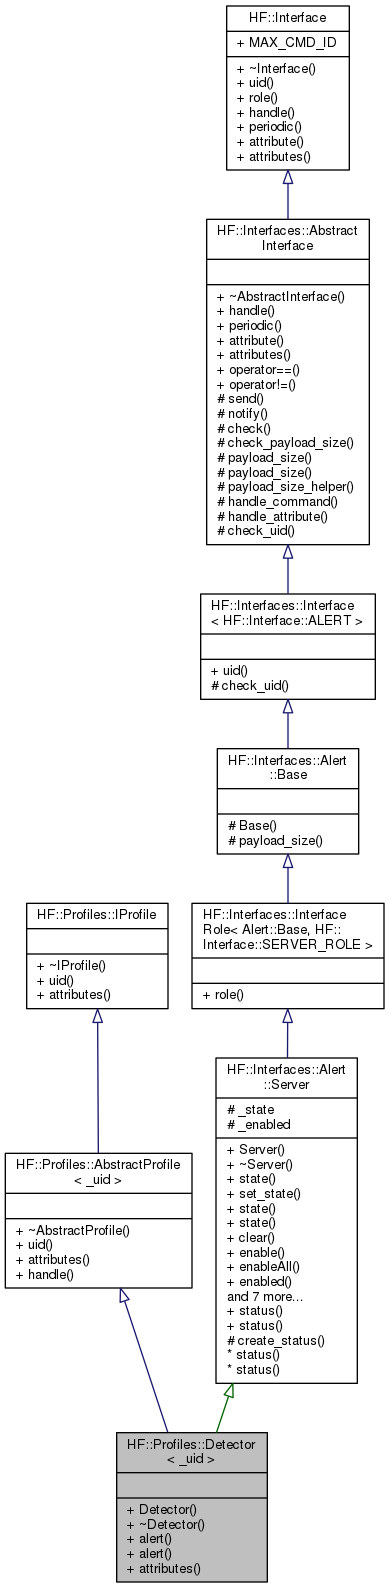 HF::Interface
+ MAX_CMD_ID
+ ~Interface()
+ uid()
+ role()
+ handle()
+ periodic()
+ attribute()
+ attributes()
HF::Interfaces::Abstract
Interface
+ ~AbstractInterface()
+ handle()
+ periodic()
+ attribute()
+ attributes()
+ operator==()
+ operator!=()
# send()
# notify()
# check()
# check_payload_size()
# payload_size()
# payload_size()
# payload_size_helper()
# handle_command()
# handle_attribute()
# check_uid()
HF::Interfaces::Interface
< HF::Interface::ALERT >
+ uid()
# check_uid()
HF::Interfaces::Alert
::Base
# Base()
# payload_size()
HF::Profiles::IProfile
+ ~IProfile()
+ uid()
+ attributes()
HF::Interfaces::Interface
Role< Alert::Base, HF::
Interface::SERVER_ROLE >
+ role()
HF::Interfaces::Alert
::Server
# _state
# _enabled
+ Server()
+ ~Server()
+ state()
+ set_state()
+ state()
+ state()
+ clear()
+ enable()
+ enableAll()
+ enabled()
and 7 more...
+ status()
+ status()
# create_status()
* status()
* status()
HF::Profiles::AbstractProfile
< _uid >
+ ~AbstractProfile()
+ uid()
+ attributes()
+ handle()
HF::Profiles::Detector
< _uid >
+ Detector()
+ ~Detector()
+ alert()
+ alert()
+ attributes()